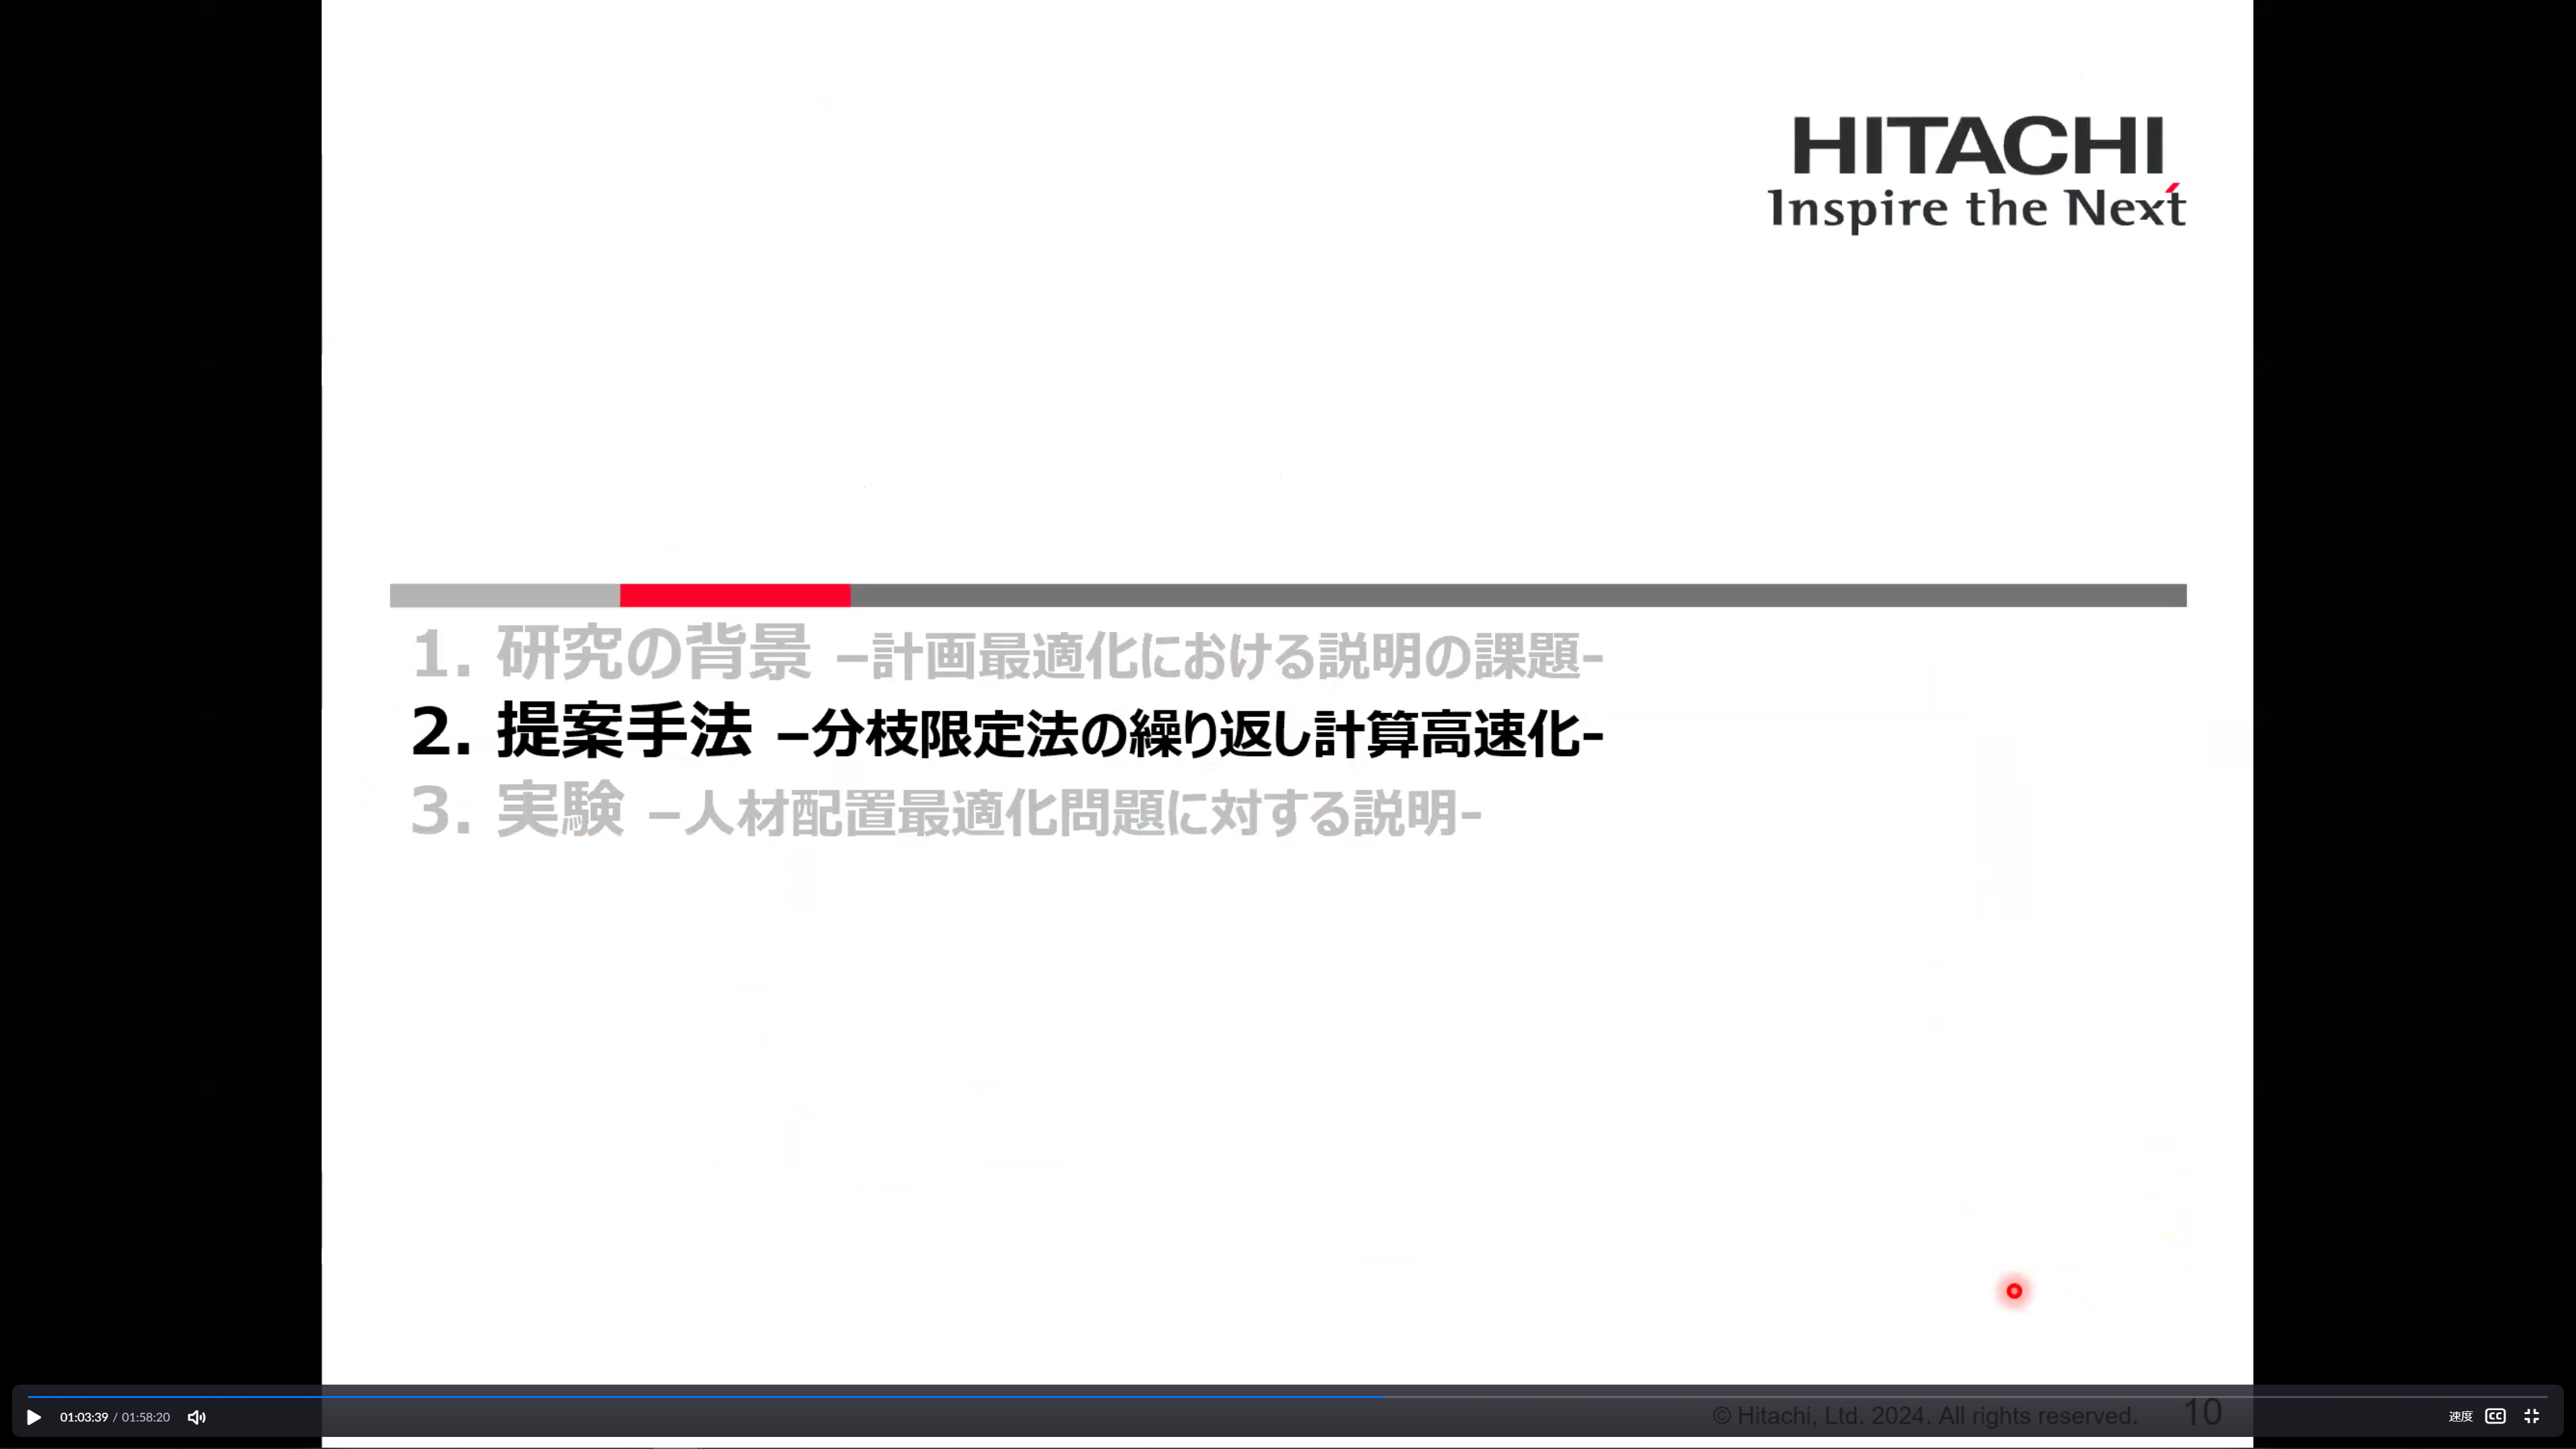 HITACHI
Inspire the Next
1. 研究の背景 –計画最適化における説明の課題-
2. 提案手法 –分枝限定法の繰り返し計算高速化-
3. 実験 –人材配置最適化問題に対する説明-
© Hitachi, Ltd. 2024. All rights reserved. 10
01:03:39 / 01:58:20 速度 CC